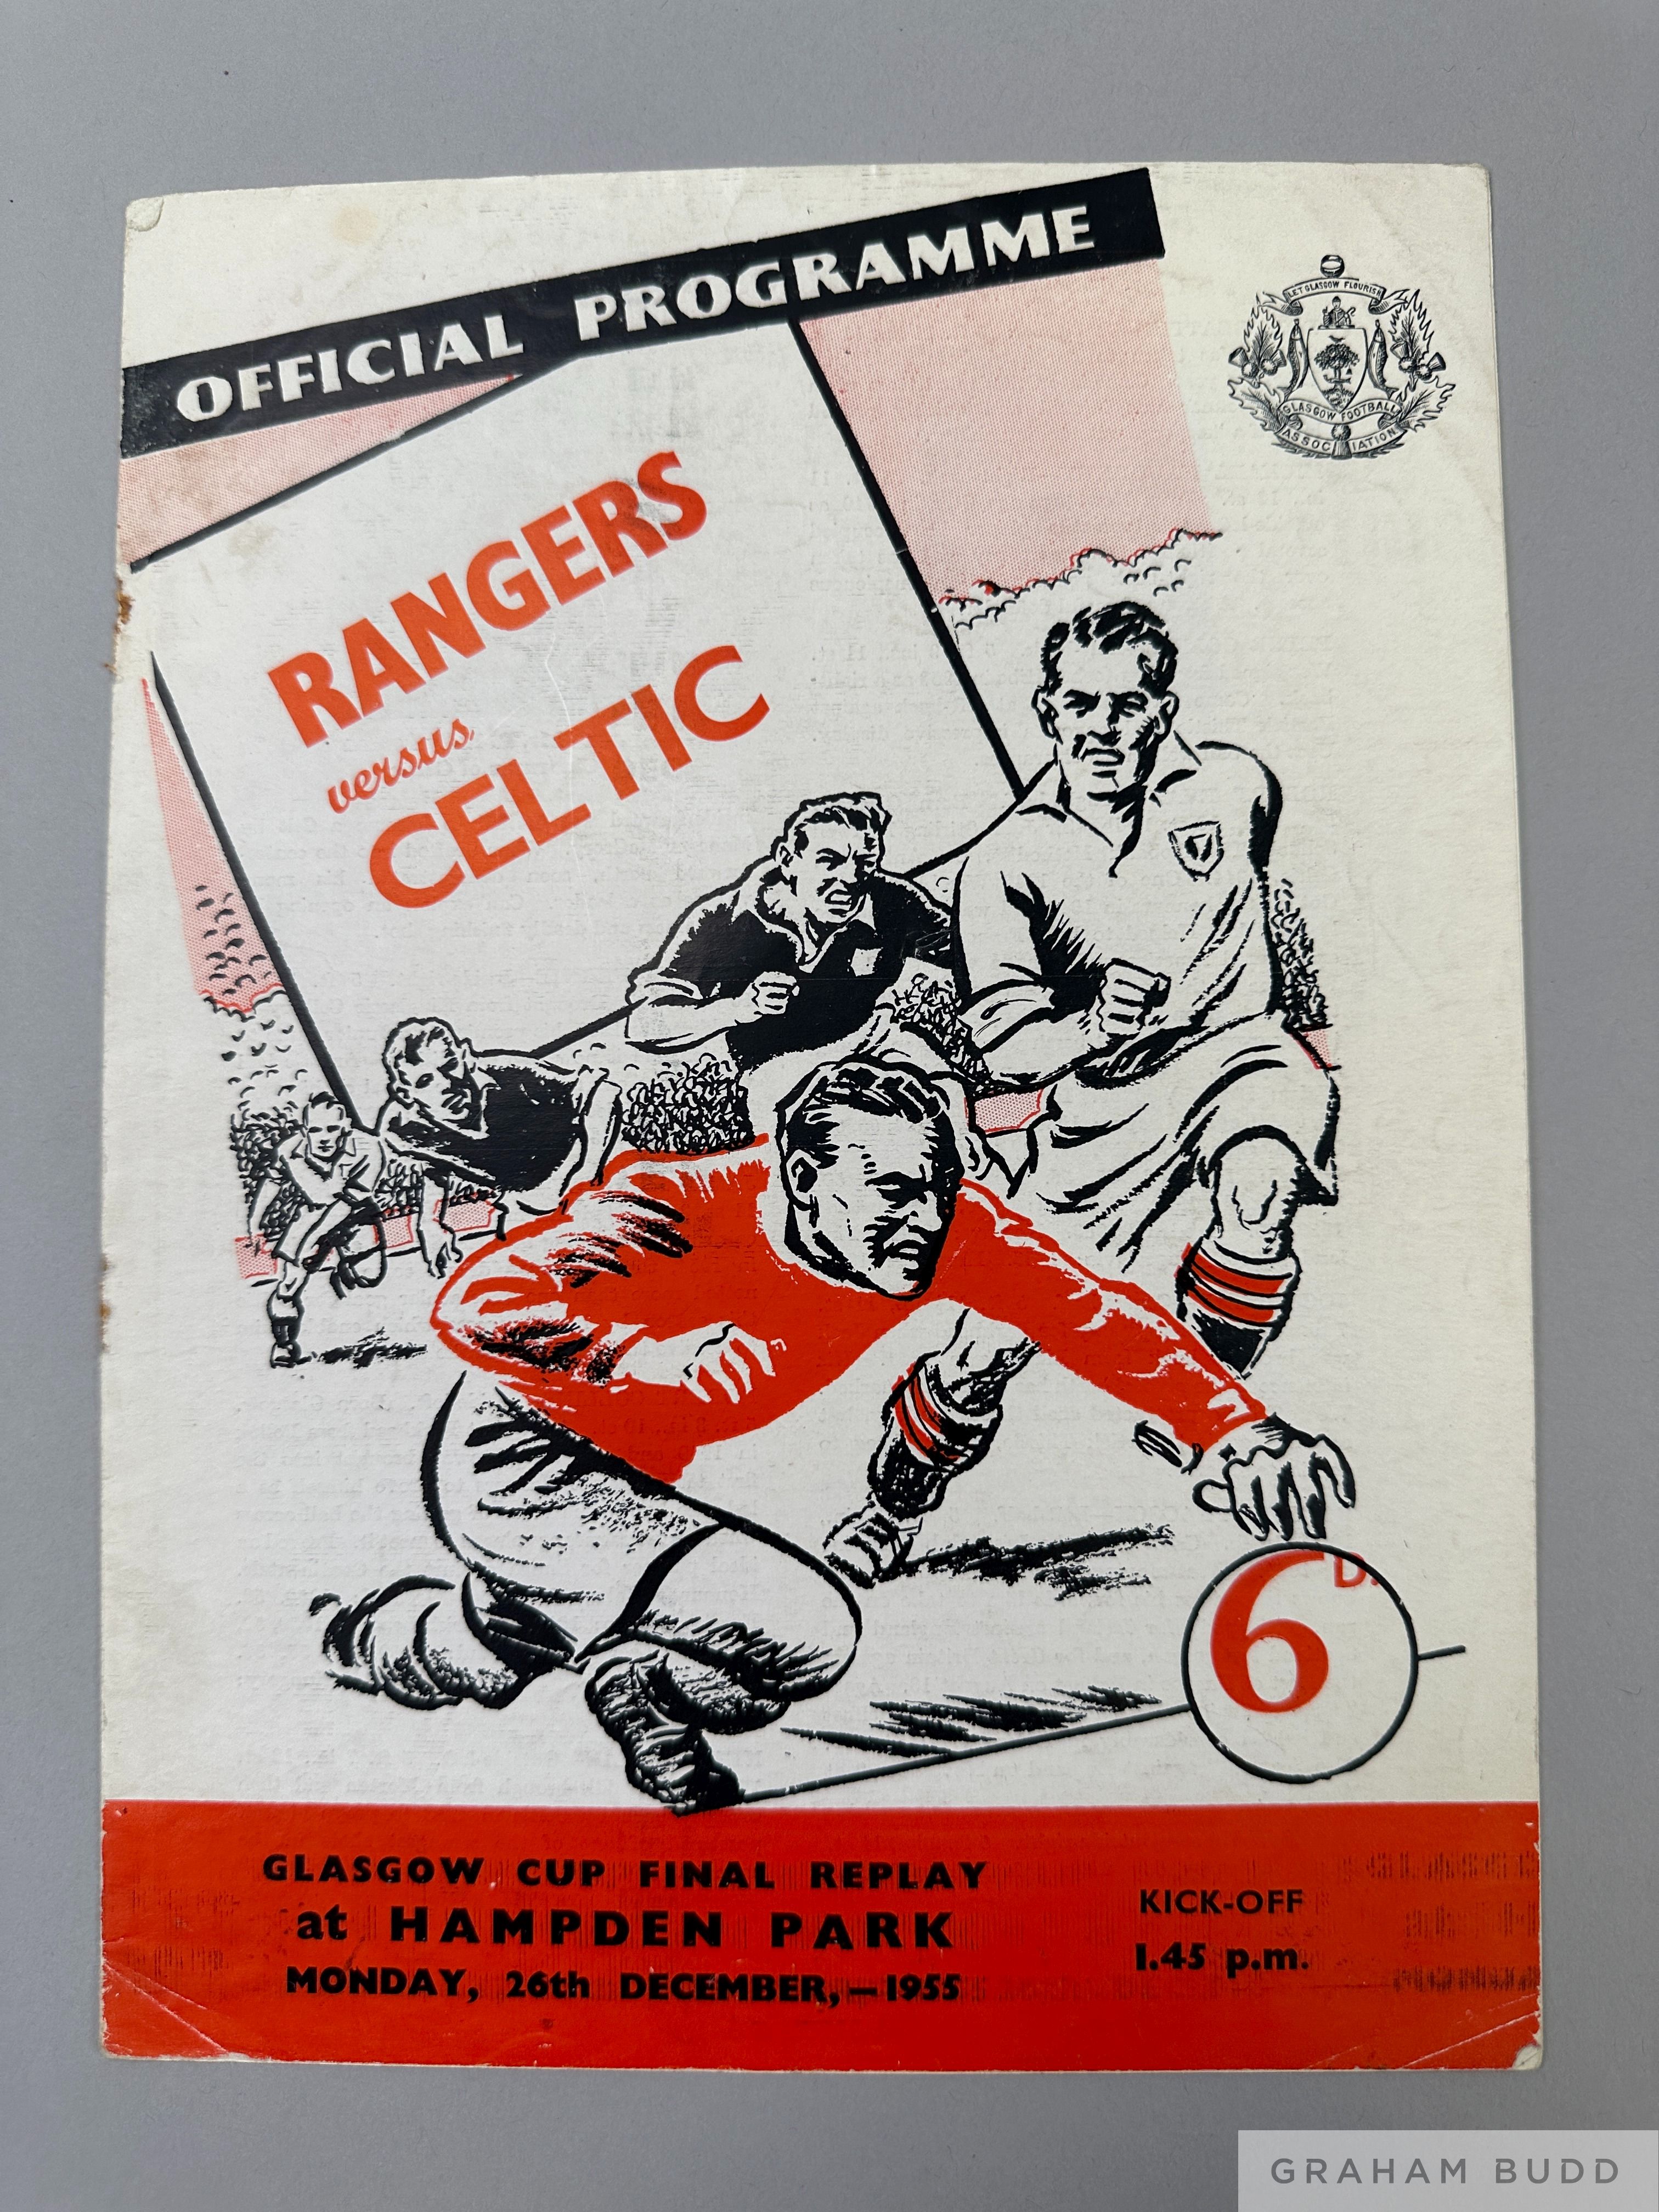 OFFICIAL PROGRAMME
LET GLASGOW FLOURISH
GLASGOW FOOTBALL
ASSOCIATION
RANGERS
versus
CELTIC
6D.
GLASGOW CUP FINAL REPLAY
at HAMPDEN PARK
MONDAY, 26th DECEMBER,—1955
KICK-OFF
1.45 p.m.
GRAHAM BUDD